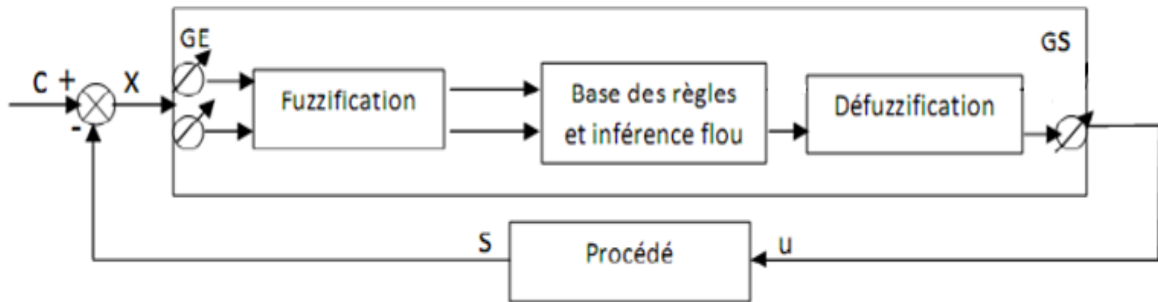 GE
GS
C +
X
-
Fuzzification
Base des règles
et inférence flou
Défuzzification
S
Procédé
u